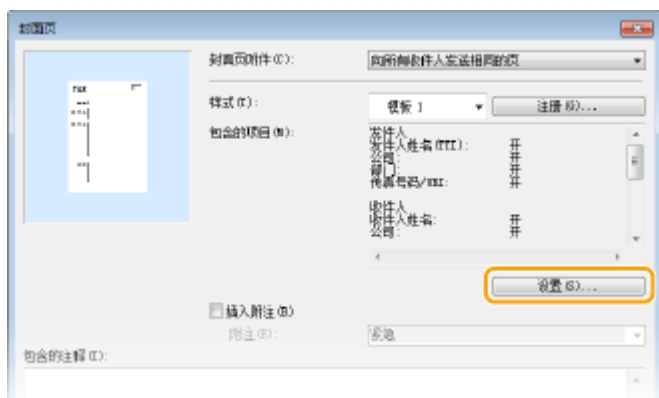 封面页
封面页附件(C):
向所有收件人发送相同的页
样式(T):
模板 1
注册(G)...
包含的项目(N):
发件人
发件人姓名(TTI):
开
公司:
开
部门:
开
传真号码/URI:
开
收件人
收件人姓名:
开
公司:
开
设置(S)...
插入附注(R)
附注(E):
紧急
包含的注释(I):
FAX